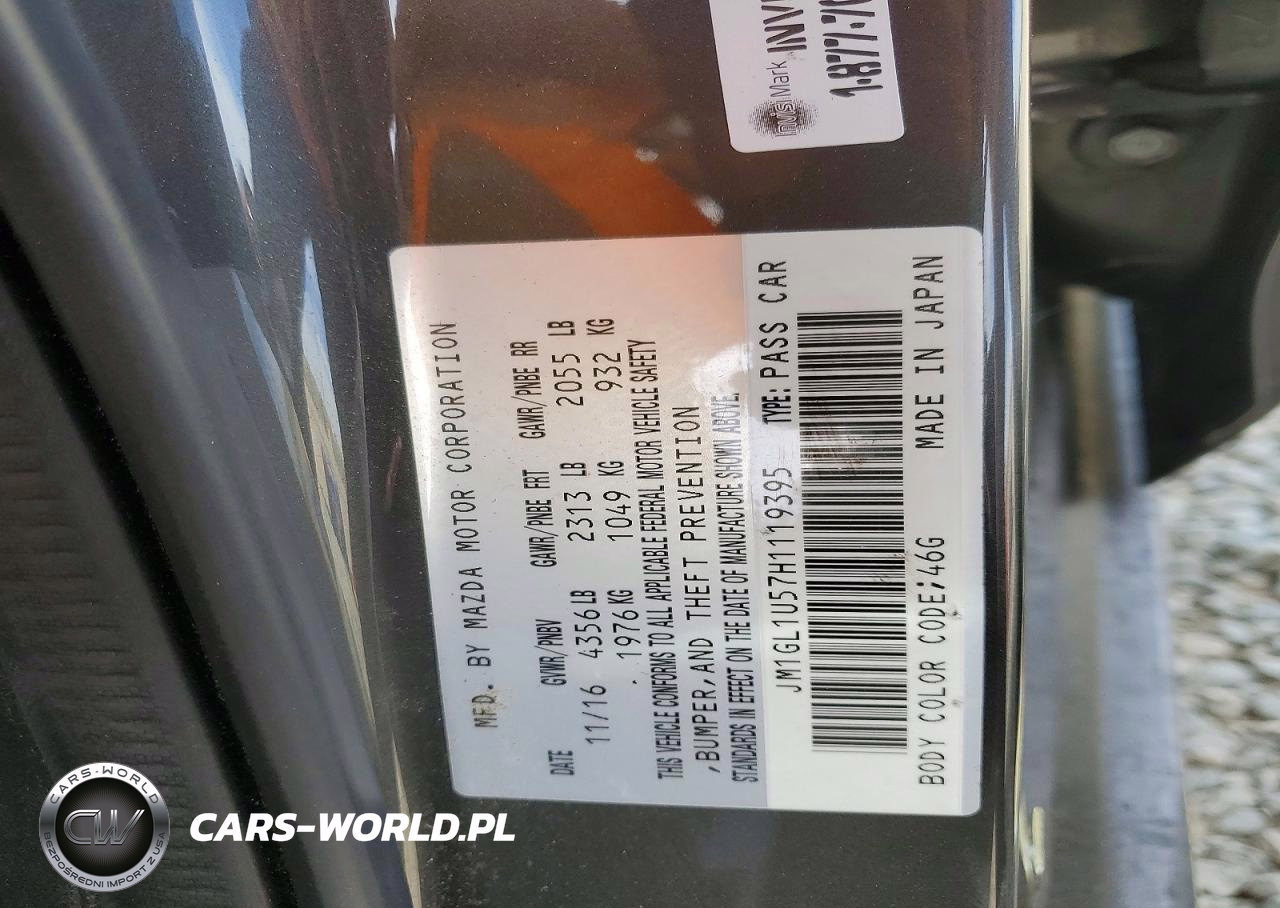 InvisiMark
1·877·
MFD. BY MAZDA MOTOR CORPORATION
DATE GVWR/PNBV GAWR/PNBE FRT GAWR/PNBE RR
11/16 4356 LB 2313 LB 2055 LB
1976 KG 1049 KG 932 KG
THIS VEHICLE CONFORMS TO ALL APPLICABLE FEDERAL MOTOR VEHICLE SAFETY
,BUMPER,AND THEFT PREVENTION
STANDARDS IN EFFECT ON THE DATE OF MANUFACTURE SHOWN ABOVE.
JM1GL1U57H1119395 TYPE: PASS CAR
BODY COLOR CODE;46G MADE IN JAPAN
CARS-WORLD
CW
BEZPOŚREDNI IMPORT Z USA
CARS-WORLD.PL